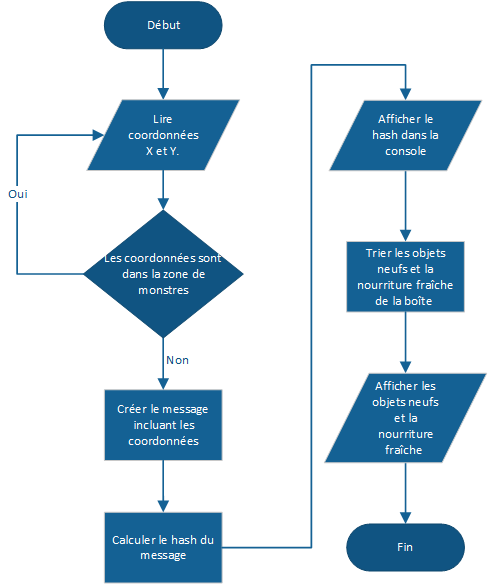 Début
Lire
coordonnées
X et Y.
Oui
Les coordonnées sont
dans la zone de
monstres
Non
Créer le message
incluant les
coordonnées
Calculer le hash du
message
Afficher le
hash dans la
console
Trier les objets
neufs et la
nourriture fraîche
de la boîte
Afficher les
objets neufs
et la
nourriture
fraîche
Fin